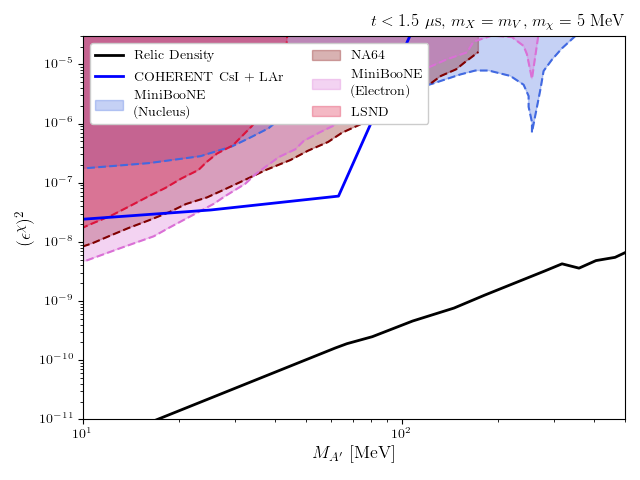 t < 1.5 μs, m_X = m_V, m_χ = 5 MeV
Relic Density
COHERENT CsI + LAr
MiniBooNE
(Nucleus)
NA64
MiniBooNE
(Electron)
LSND
10^−5
10^−6
10^−7
10^−8
10^−9
10^−10
10^−11
(ϵ^χ)^2
10^1
10^2
M_A′ [MeV]